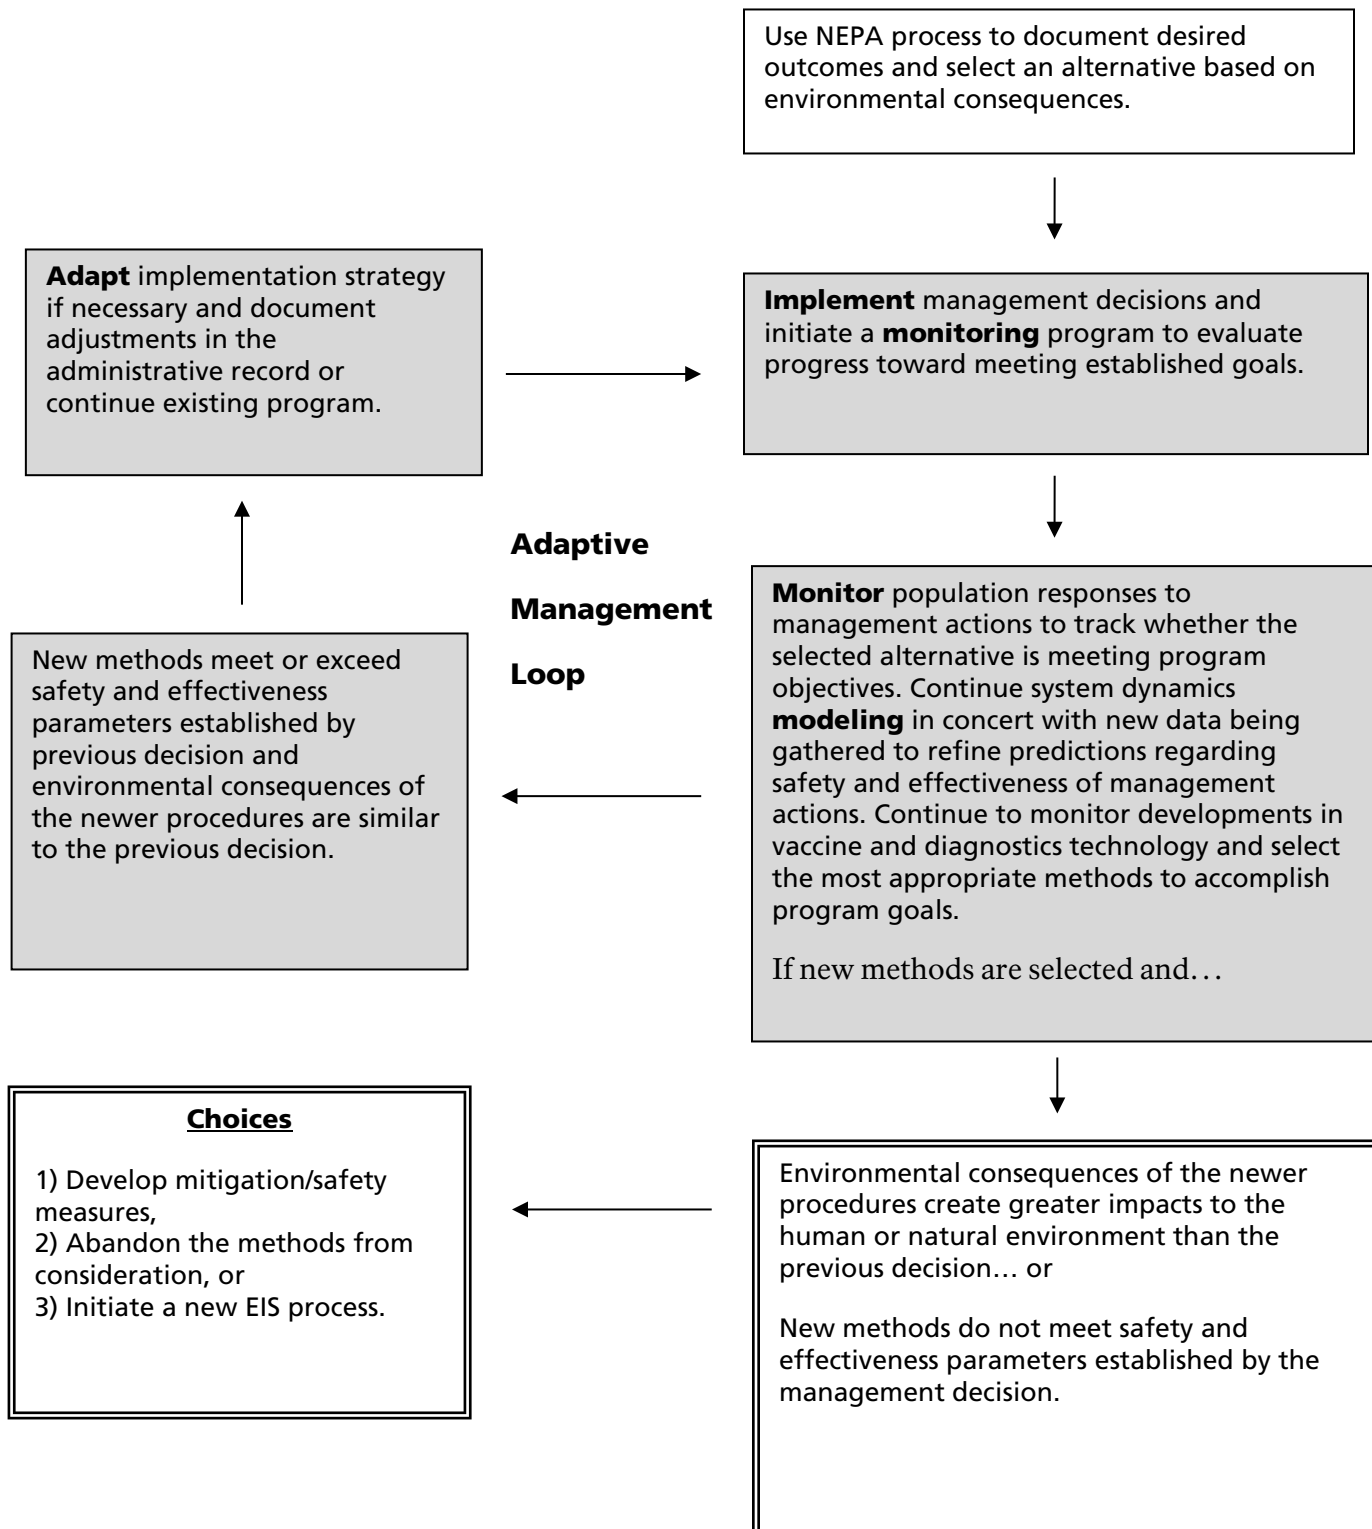 Use NEPA process to document desired
outcomes and select an alternative based on
environmental consequences.
Adapt implementation strategy
if necessary and document
adjustments in the
administrative record or
continue existing program.
Implement management decisions and
initiate a monitoring program to evaluate
progress toward meeting established goals.
Adaptive
Management
Loop
Monitor population responses to
management actions to track whether the
selected alternative is meeting program
objectives. Continue system dynamics
modeling in concert with new data being
gathered to refine predictions regarding
safety and effectiveness of management
actions. Continue to monitor developments in
vaccine and diagnostics technology and select
the most appropriate methods to accomplish
program goals.
If new methods are selected and…
New methods meet or exceed
safety and effectiveness
parameters established by
previous decision and
environmental consequences of
the newer procedures are similar
to the previous decision.
Choices
1) Develop mitigation/safety
measures,
2) Abandon the methods from
consideration, or
3) Initiate a new EIS process.
Environmental consequences of the newer
procedures create greater impacts to the
human or natural environment than the
previous decision… or
New methods do not meet safety and
effectiveness parameters established by the
management decision.